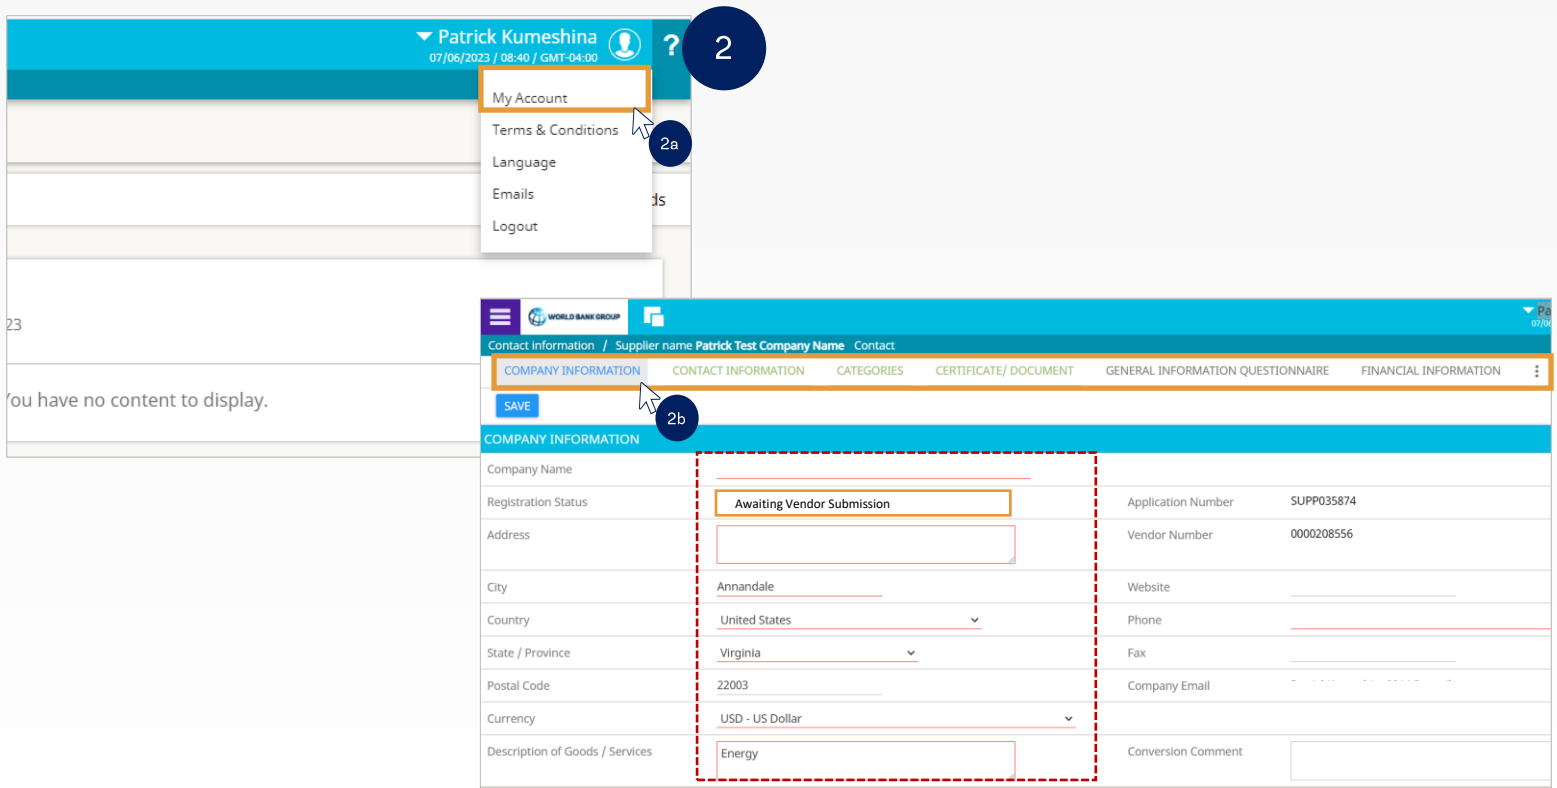 Patrick Kumeshina
07/06/2023 / 08:40 / GMT-04:00
?
2
My Account
2a
Terms & Conditions
Language
Emails
Logout
ds
23
You have no content to display.
WORLD BANK GROUP
Pa
07/06
Contact information / Supplier name Patrick Test Company Name Contact
COMPANY INFORMATION CONTACT INFORMATION CATEGORIES CERTIFICATE/ DOCUMENT GENERAL INFORMATION QUESTIONNAIRE FINANCIAL INFORMATION
SAVE
2b
COMPANY INFORMATION
Company Name
Registration Status Awaiting Vendor Submission Application Number SUPP035874
Address Vendor Number 0000208556
City Annandale Website
Country United States Phone
State / Province Virginia Fax
Postal Code 22003 Company Email
Currency USD - US Dollar
Description of Goods / Services Energy Conversion Comment